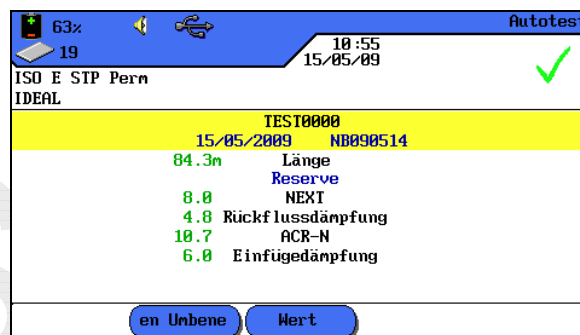 63% Autotest
19 10:55
15/05/09
ISO E STP Perm
IDEAL
TEST0000
15/05/2009 NB090514
84.3m Länge
Reserve
8.0 NEXT
4.8 Rückflussdämpfung
10.7 ACR-N
6.0 Einfügedämpfung
en Umbene Wert